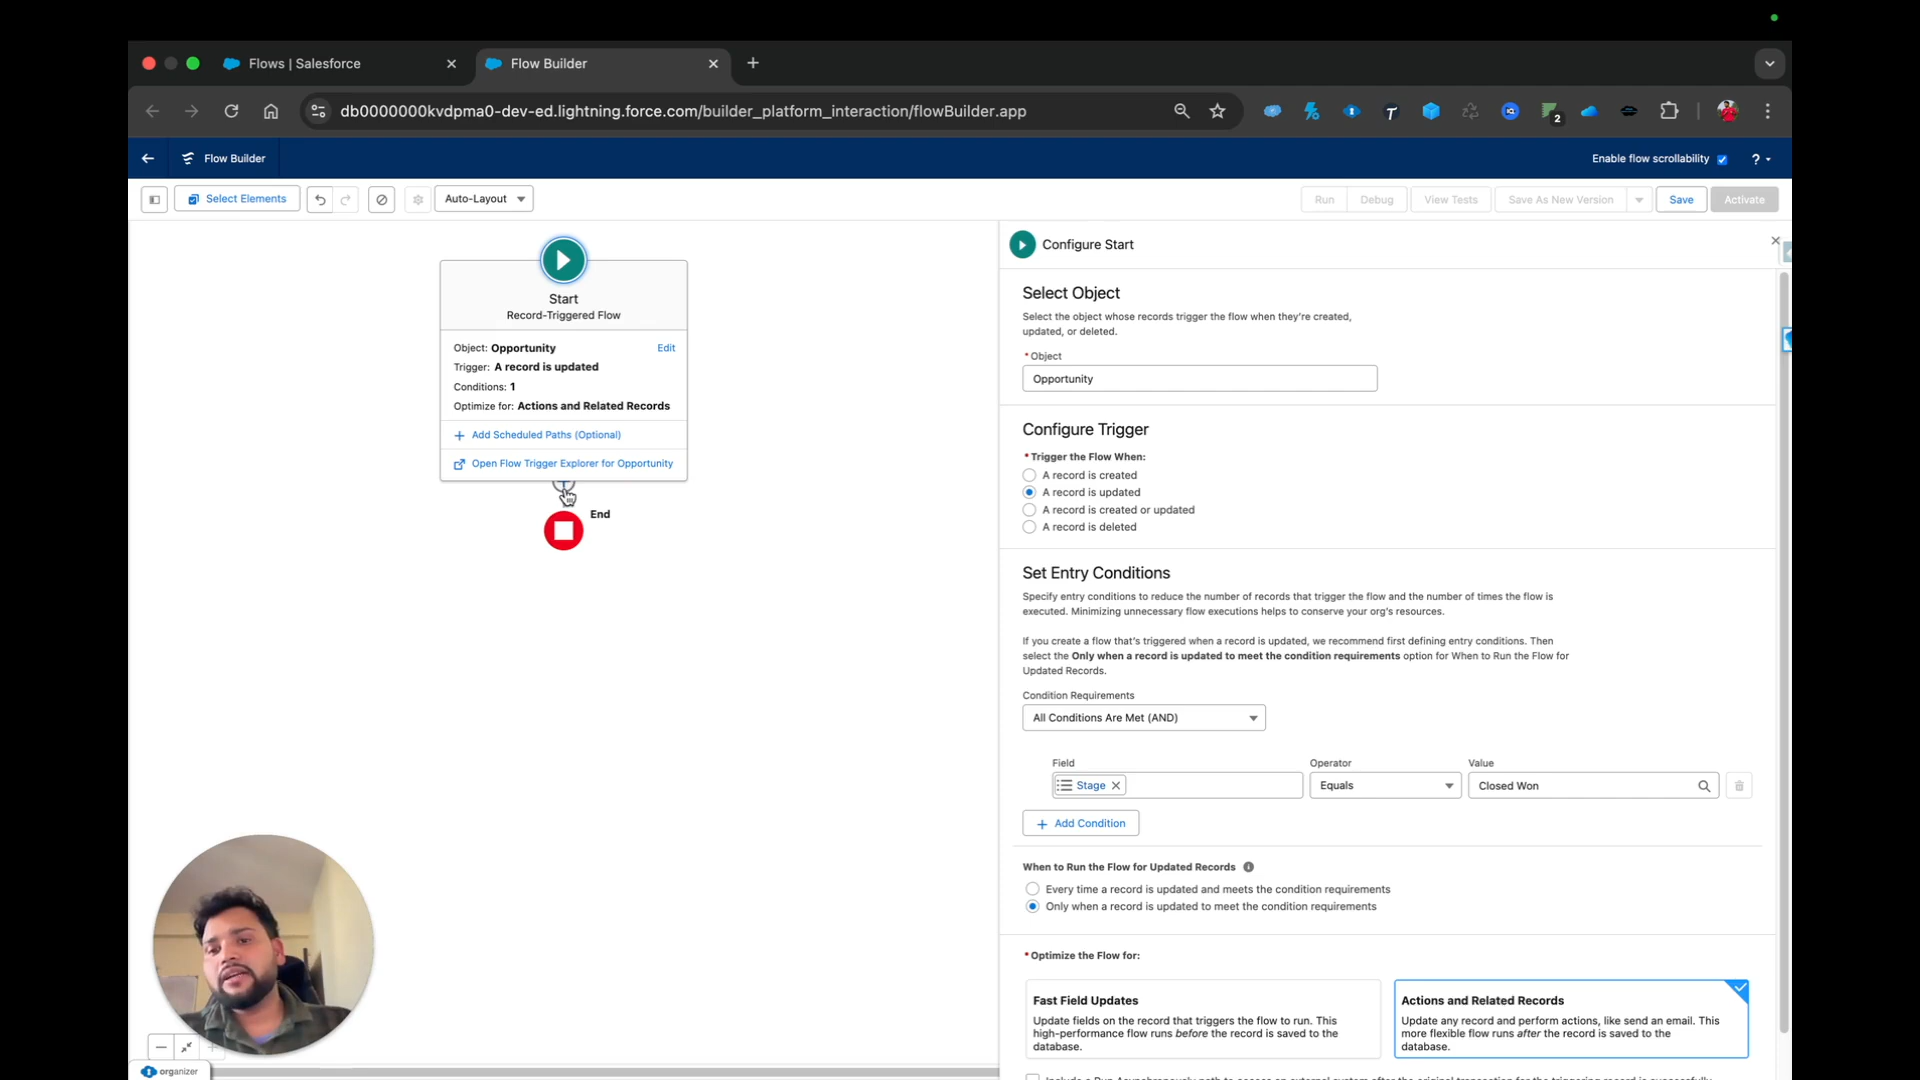 Flows | Salesforce
Flow Builder
db0000000kvdpma0-dev-ed.lightning.force.com/builder_platform_interaction/flowBuilder.app
T
2
Flow Builder
Enable flow scrollability
?
Select Elements
Auto-Layout
Run
Debug
View Tests
Save As New Version
Save
Activate
Start
Record-Triggered Flow
Object: Opportunity
Edit
Trigger: A record is updated
Conditions: 1
Optimize for: Actions and Related Records
Add Scheduled Paths (Optional)
Open Flow Trigger Explorer for Opportunity
End
organizer
Configure Start
Select Object
Select the object whose records trigger the flow when they're created,
updated, or deleted.
* Object
Opportunity
Configure Trigger
* Trigger the Flow When:
A record is created
A record is updated
A record is created or updated
A record is deleted
Set Entry Conditions
Specify entry conditions to reduce the number of records that trigger the flow and the number of times the flow is
executed. Minimizing unnecessary flow executions helps to conserve your org's resources.
If you create a flow that's triggered when a record is updated, we recommend first defining entry conditions. Then
select the Only when a record is updated to meet the condition requirements option for When to Run the Flow for
Updated Records.
Condition Requirements
All Conditions Are Met (AND)
Field
Operator
Value
Stage
Equals
Closed Won
Add Condition
When to Run the Flow for Updated Records
Every time a record is updated and meets the condition requirements
Only when a record is updated to meet the condition requirements
* Optimize the Flow for:
Fast Field Updates
Update fields on the record that triggers the flow to run. This
high-performance flow runs before the record is saved to the
database.
Actions and Related Records
Update any record and perform actions, like send an email. This
more flexible flow runs after the record is saved to the
database.